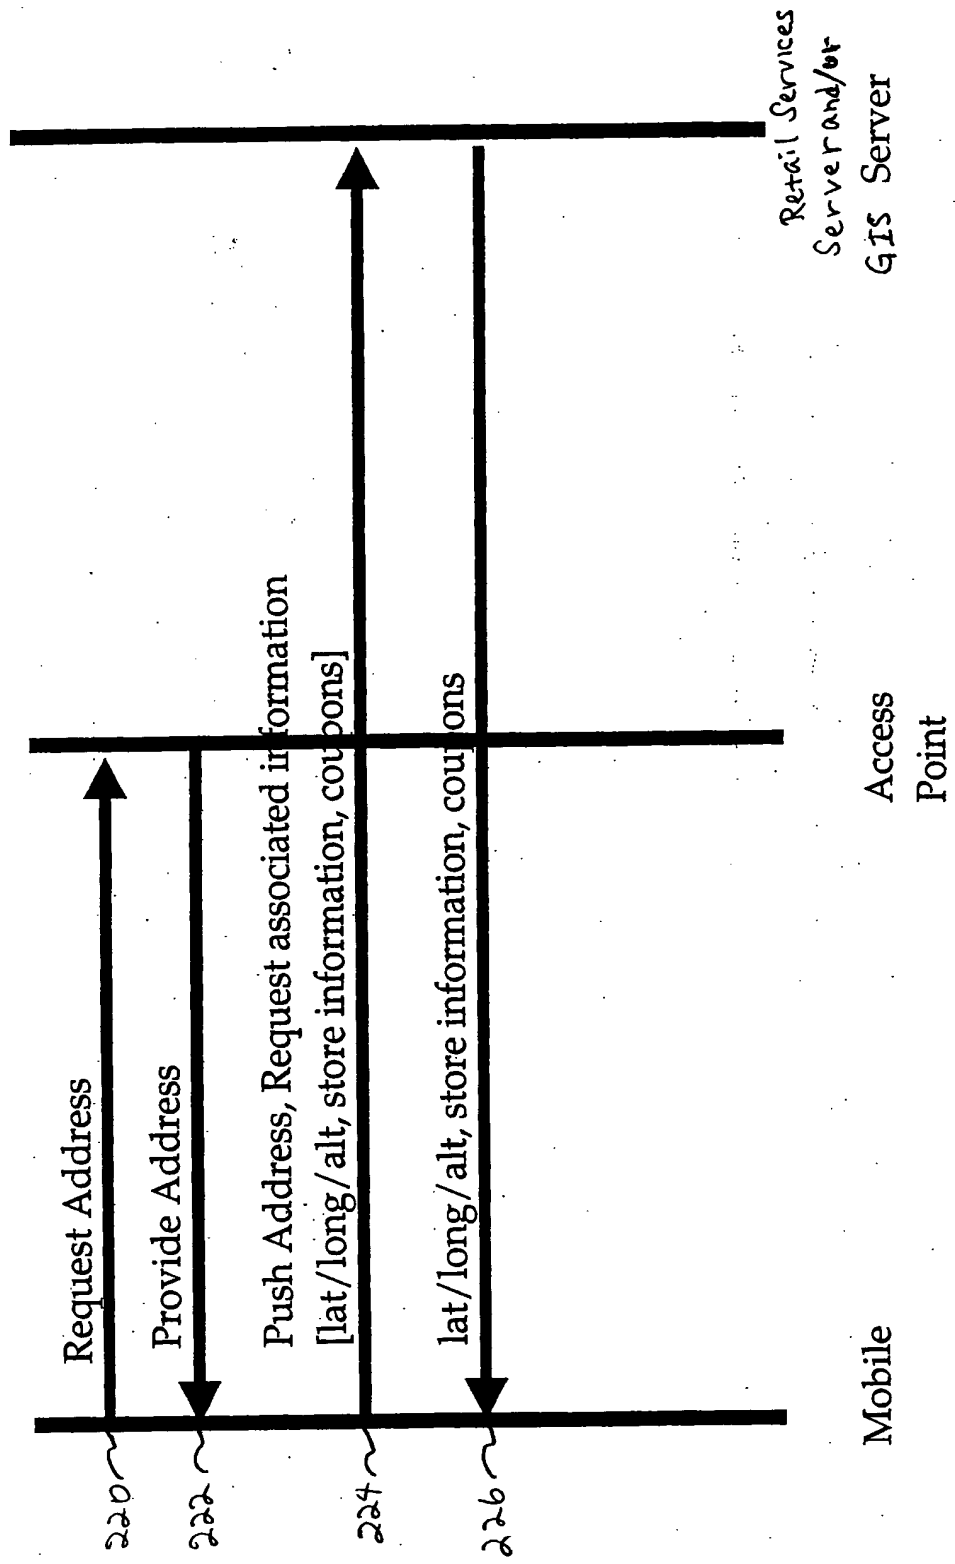 220
Request Address
222
Provide Address
224
Push Address, Request associated information
[lat/long/alt, store information, coupons]
226
lat/long/alt, store information, coupons
Mobile
Access
Point
Retail Services
Server and/or
GIS Server